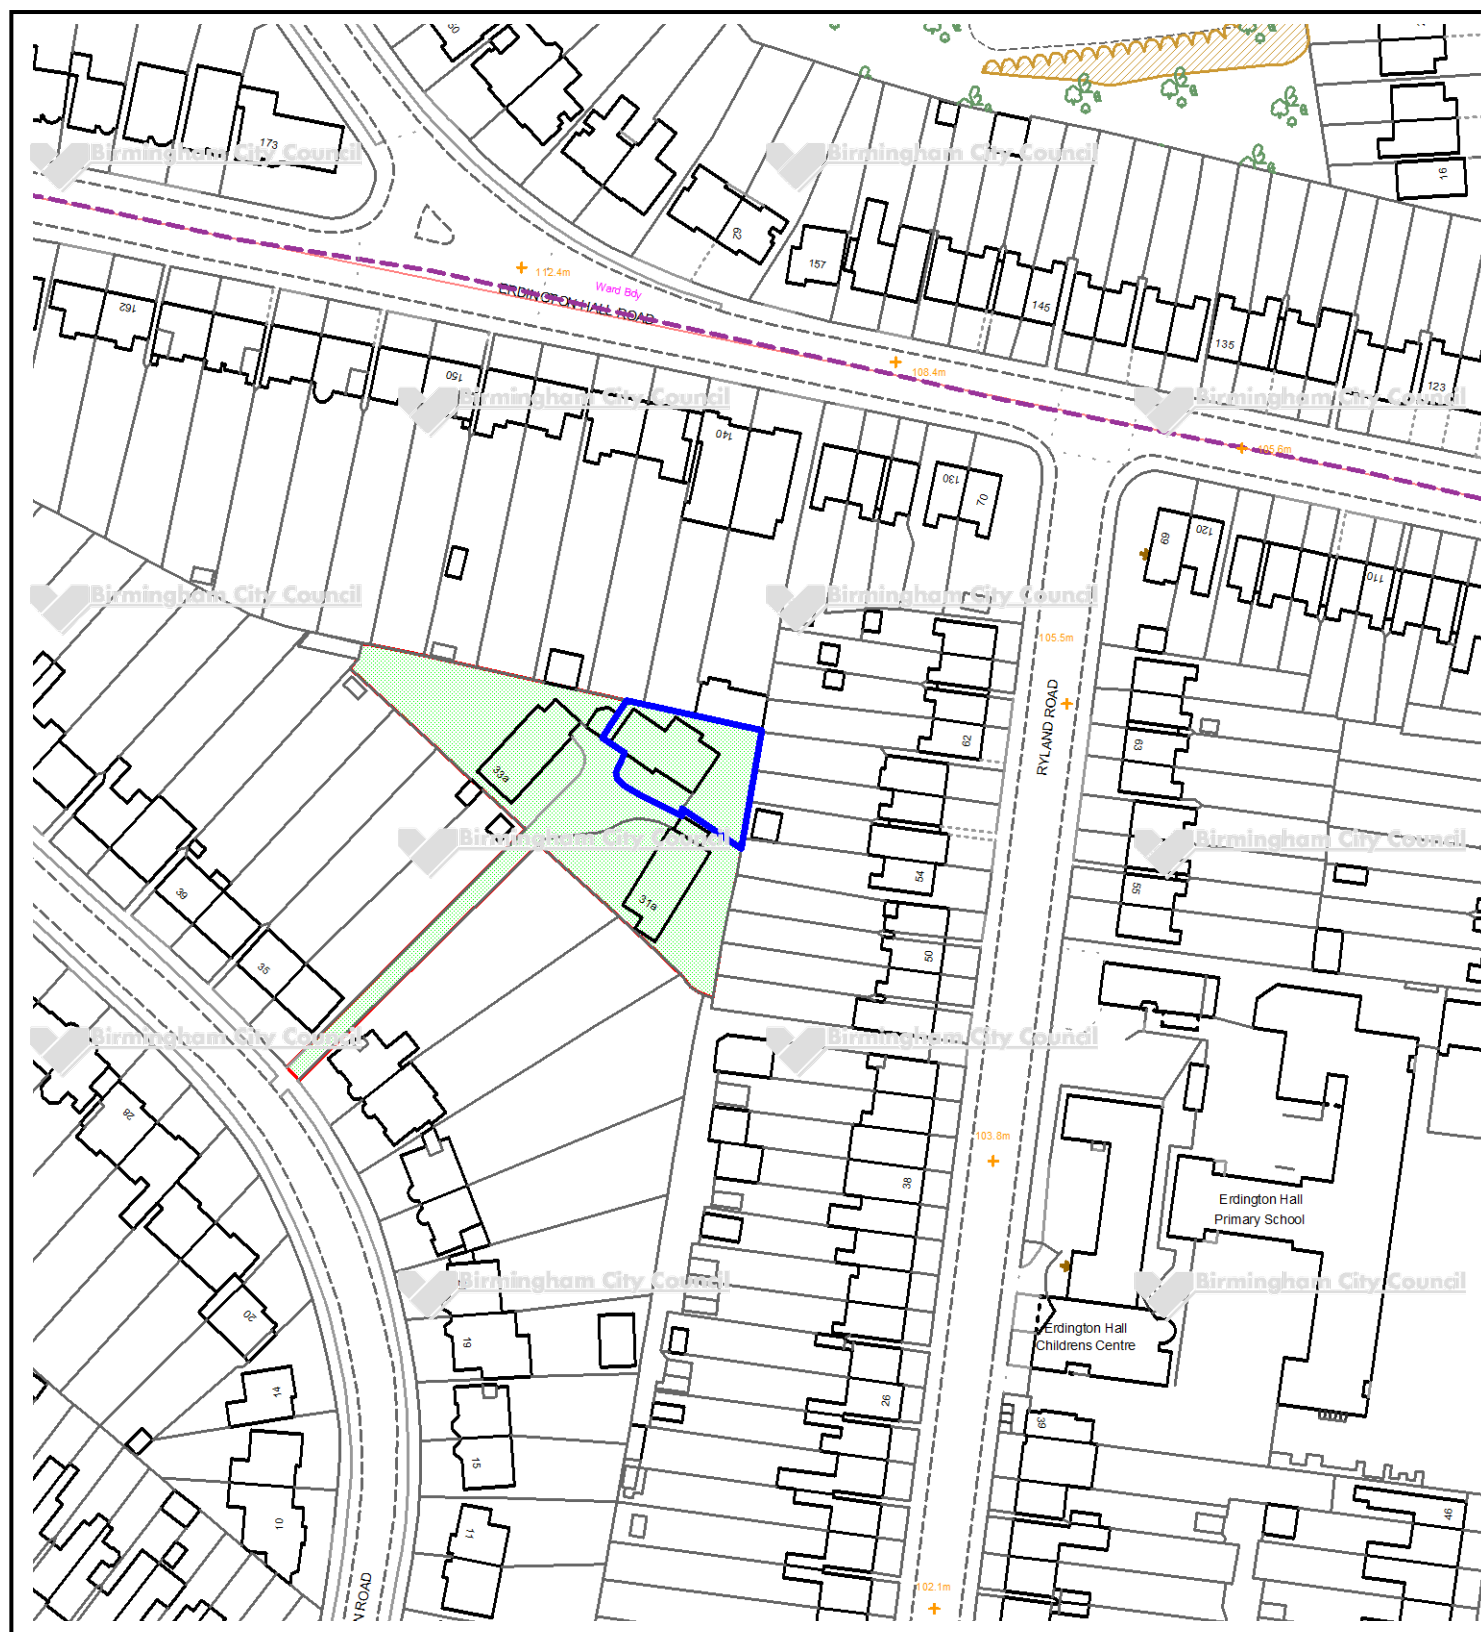 50
173
Birmingham City Council
Birmingham City Council
16
62
157
112.4m
Ward Bdy
ERDINGTON HALL ROAD
162
145
135
108.4m
123
150
Birmingham City Council
Birmingham City Council
140
105.6m
130
70
69
120
110
Birmingham City Council
Birmingham City Council
105.5m
RYLAND ROAD
62
63
33a
Birmingham City Council
Birmingham City Council
54
55
39
31a
35
50
Birmingham City Council
Birmingham City Council
28
103.8m
38
Erdington Hall
Primary School
Birmingham City Council
Birmingham City Council
20
19
Erdington Hall
Childrens Centre
14
26
39
15
10
11
46
N ROAD
102.1m